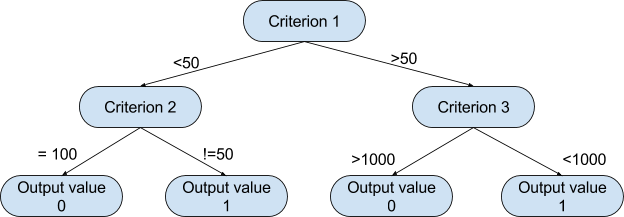 Criterion 1
<50
>50
Criterion 2
Criterion 3
= 100
!=50
>1000
<1000
Output value
0
Output value
1
Output value
0
Output value
1